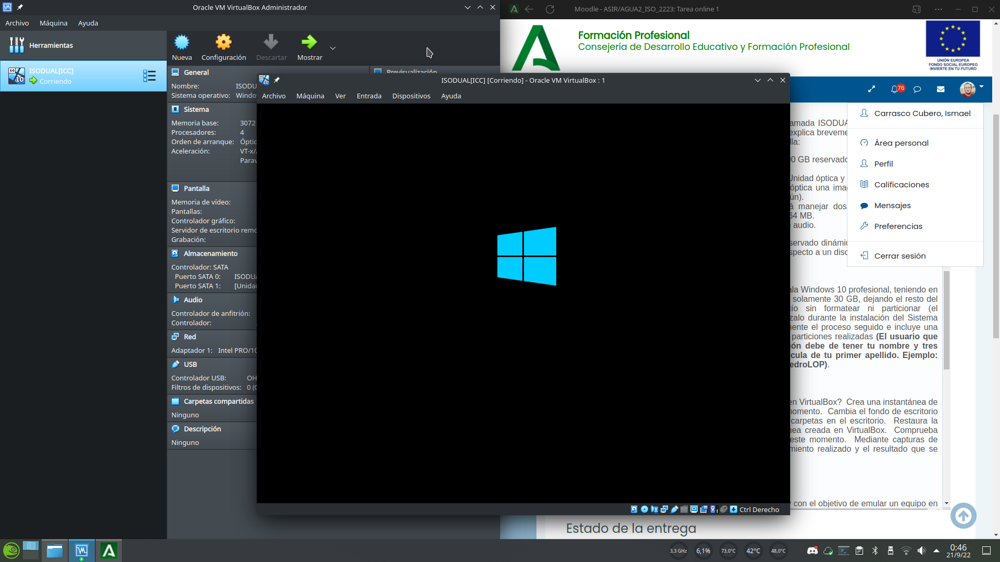 Oracle VM VirtualBox Administrador
Archivo Máquina Ayuda
Herramientas
ISODUAL[ICC]
Corriendo
Nueva Configuración Descartar Mostrar
General
Nombre: ISODU
Sistema operativo: Windo
Sistema
Memoria base: 3072
Procesadores: 4
Orden de arranque: Óptic
Aceleración: VT-x/
Parav
Pantalla
Memoria de vídeo:
Pantallas:
Controlador gráfico:
Servidor de escritorio remo
Grabación:
Almacenamiento
Controlador: SATA
Puerto SATA 0: ISODUA
Puerto SATA 1: [Unidad
Audio
Controlador de anfitrión:
Controlador:
Red
Adaptador 1: Intel PRO/10
USB
Controlador USB: OH
Filtros de dispositivos: 0 (0
Carpetas compartidas
Ninguno
Descripción
Ninguno
Previsualización
ISODUAL[ICC] [Corriendo] - Oracle VM VirtualBox : 1
Archivo Máquina Ver Entrada Dispositivos Ayuda
Ctrl Derecho
Moodle - ASIR/AGUA2_ISO_2223: Tarea online 1
Formación Profesional
Consejería de Desarrollo Educativo y Formación Profesional
UNIÓN EUROPEA
FONDO SOCIAL EUROPEO
INVIERTE EN TU FUTURO
76
Carrasco Cubero, Ismael
Área personal
Perfil
Calificaciones
Mensajes
Preferencias
Cerrar sesión
amada ISODUA
explica breveme
lla:
00 GB reservado
Unidad óptica y
óptica una imag
ún).
á manejar dos
64 MB.
audio.
servado dinámic
specto a un disc
ala Windows 10 profesional, teniendo en
solamente 30 GB, dejando el resto del
ío sin formatear ni particionar (el
zalo durante la instalación del Sistema
ente el proceso seguido e incluye una
particiones realizadas (El usuario que
ón debe de tener tu nombre y tres
cula de tu primer apellido. Ejemplo:
edroLOP).
en VirtualBox? Crea una instantánea de
omento. Cambia el fondo de escritorio
carpetas en el escritorio. Restaura la
nea creada en VirtualBox. Comprueba
este momento. Mediante capturas de
miento realizado y el resultado que se
y con el objetivo de emular un equipo en
Estado de la entrega
3,3 GHz 6,1% 73,0°C 42°C 48,0°C
0:46
21/9/22